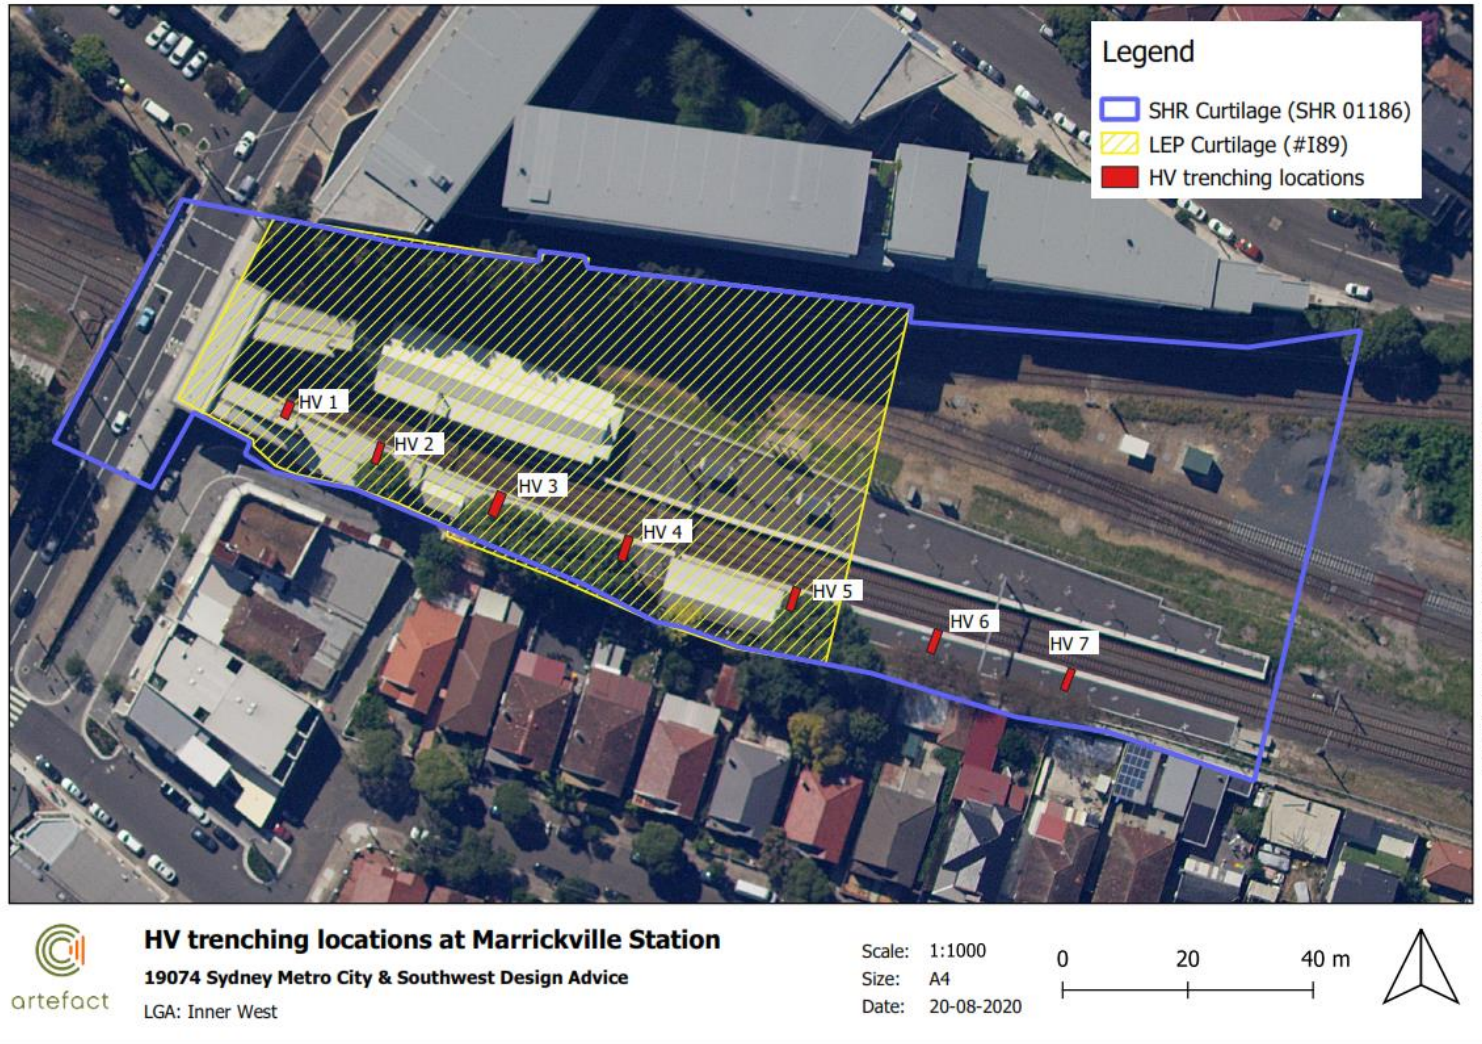 Legend
SHR Curtilage (SHR 01186)
LEP Curtilage (#I89)
HV trenching locations
HV 1
HV 2
HV 3
HV 4
HV 5
HV 6
HV 7
artefact
HV trenching locations at Marrickville Station
19074 Sydney Metro City & Southwest Design Advice
LGA: Inner West
Scale: 1:1000
Size: A4
Date: 20-08-2020
0 20 40 m